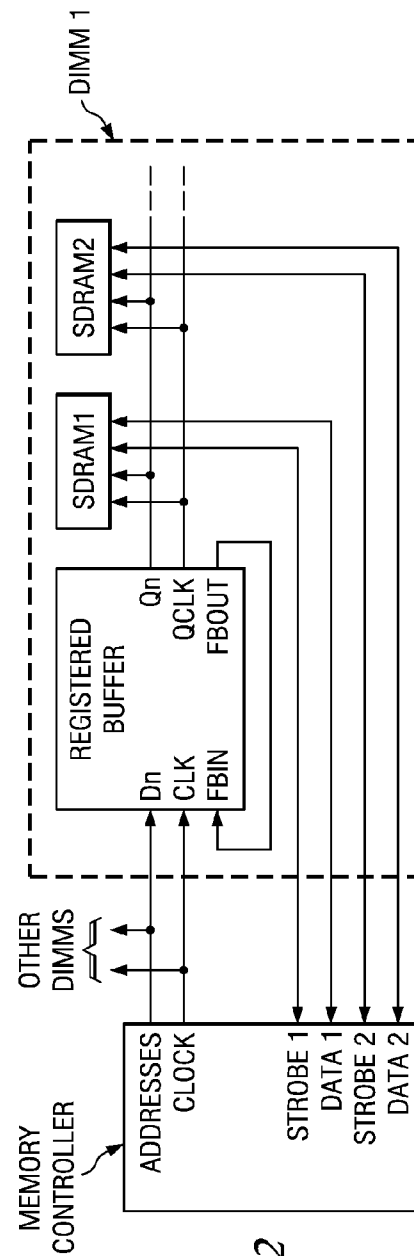 MEMORY
CONTROLLER
ADDRESSES
CLOCK
STROBE 1
DATA 1
STROBE 2
DATA 2
2
OTHER
DIMMS
REGISTERED
BUFFER
Dn
CLK
FBIN
Qn
QCLK
FBOUT
SDRAM1
SDRAM2
DIMM 1